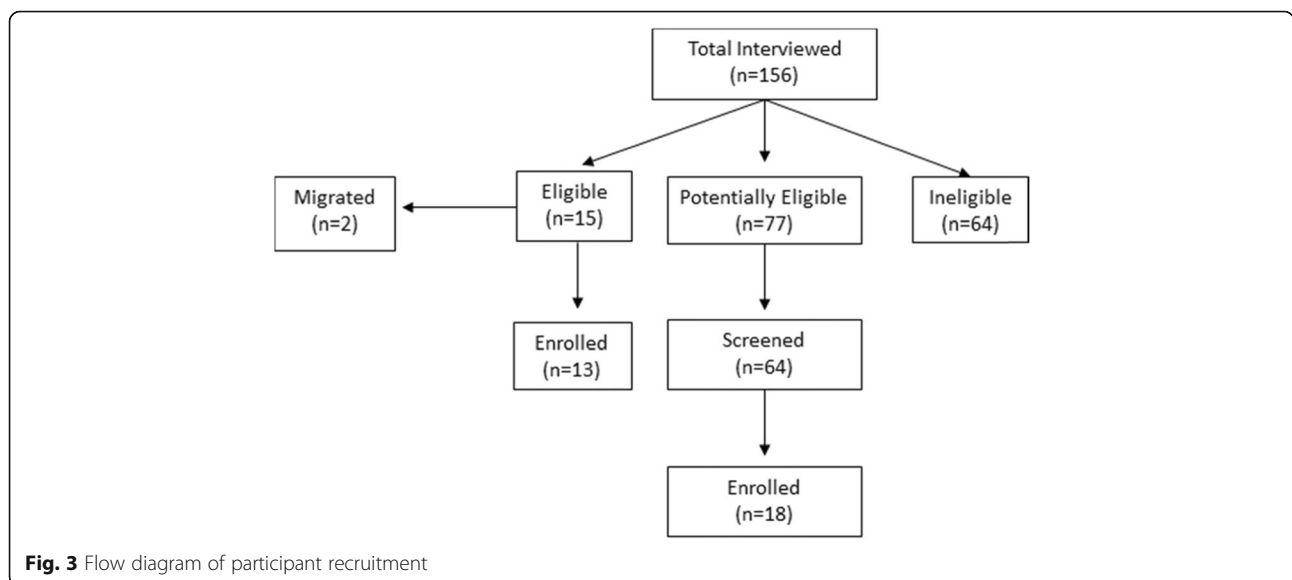 Total Interviewed
(n=156)
Migrated
(n=2)
Eligible
(n=15)
Potentially Eligible
(n=77)
Ineligible
(n=64)
Enrolled
(n=13)
Screened
(n=64)
Enrolled
(n=18)
Fig. 3 Flow diagram of participant recruitment